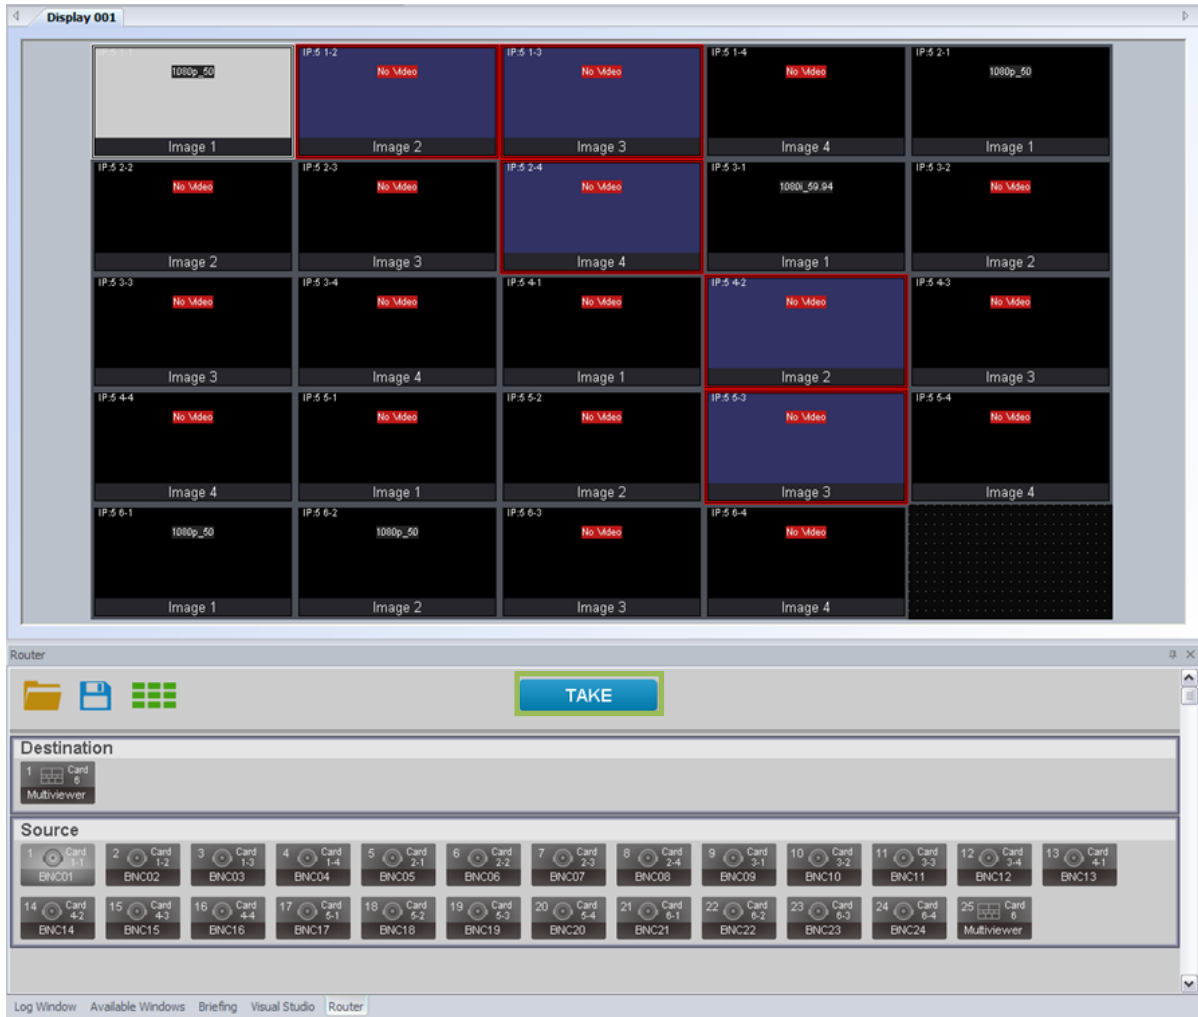 Display 001
IP:5 1-1 IP:5 1-2 IP:5 1-3 IP:5 1-4 IP:5 2-1
1080p_50 No Video No Video No Video 1080p_50
Image 1 Image 2 Image 3 Image 4 Image 1
IP:5 2-2 IP:5 2-3 IP:5 2-4 IP:5 3-1 IP:5 3-2
No Video No Video No Video 1080i_59.94 No Video
Image 2 Image 3 Image 4 Image 1 Image 2
IP:5 3-3 IP:5 3-4 IP:5 4-1 IP:5 4-2 IP:5 4-3
No Video No Video No Video No Video No Video
Image 3 Image 4 Image 1 Image 2 Image 3
IP:5 4-4 IP:5 5-1 IP:5 5-2 IP:5 5-3 IP:5 5-4
No Video No Video No Video No Video No Video
Image 4 Image 1 Image 2 Image 3 Image 4
IP:5 6-1 IP:5 6-2 IP:5 6-3 IP:5 6-4
1080p_50 1080p_50 No Video No Video
Image 1 Image 2 Image 3 Image 4
Router
TAKE
Destination
1 Card 6
Multiviewer
Source
1 Card 1-1 2 Card 1-2 3 Card 1-3 4 Card 1-4 5 Card 2-1 6 Card 2-2 7 Card 2-3 8 Card 2-4 9 Card 3-1 10 Card 3-2 11 Card 3-3 12 Card 3-4 13 Card 4-1
BNC01 BNC02 BNC03 BNC04 BNC05 BNC06 BNC07 BNC08 BNC09 BNC10 BNC11 BNC12 BNC13
14 Card 4-2 15 Card 4-3 16 Card 4-4 17 Card 5-1 18 Card 5-2 19 Card 5-3 20 Card 5-4 21 Card 6-1 22 Card 6-2 23 Card 6-3 24 Card 6-4 25 Card 6
BNC14 BNC15 BNC16 BNC17 BNC18 BNC19 BNC20 BNC21 BNC22 BNC23 BNC24 Multiviewer
Log Window Available Windows Briefing Visual Studio Router